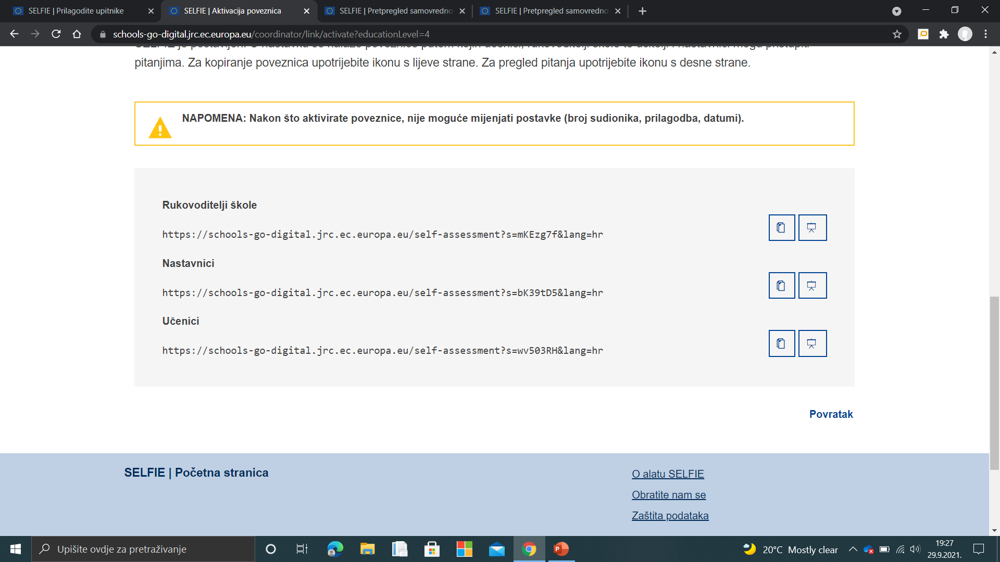 SELFIE | Prilagodite upitnike
SELFIE | Aktivacija poveznica
SELFIE | Pretpregled samovredno
SELFIE | Pretpregled samovredno
schools-go-digital.jrc.ec.europa.eu/coordinator/link/activate?educationLevel=4
pitanjima. Za kopiranje poveznica upotrijebite ikonu s lijeve strane. Za pregled pitanja upotrijebite ikonu s desne strane.
NAPOMENA: Nakon što aktivirate poveznice, nije moguće mijenjati postavke (broj sudionika, prilagodba, datumi).
Rukovoditelji škole
https://schools-go-digital.jrc.ec.europa.eu/self-assessment?s=mKEzg7f&lang=hr
Nastavnici
https://schools-go-digital.jrc.ec.europa.eu/self-assessment?s=bK39tD5&lang=hr
Učenici
https://schools-go-digital.jrc.ec.europa.eu/self-assessment?s=wv503RH&lang=hr
Povratak
SELFIE | Početna stranica
O alatu SELFIE
Obratite nam se
Zaštita podataka
Upišite ovdje za pretraživanje
20°C Mostly clear
19:27
29.9.2021.